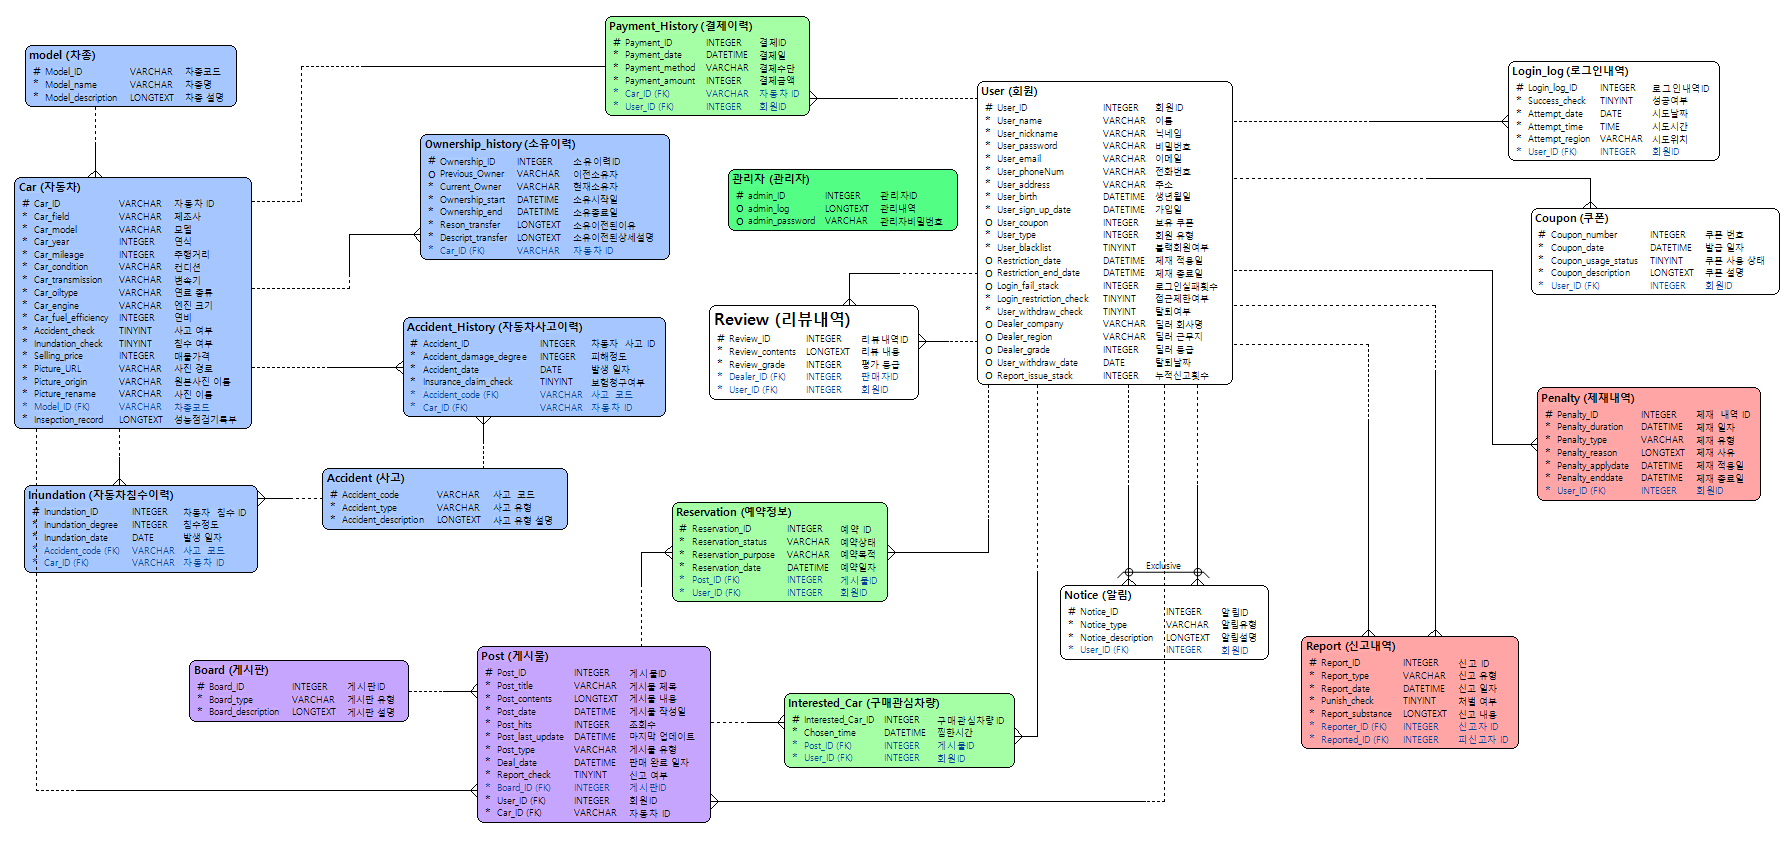 model (차종)
# Model_ID VARCHAR 차종코드
* Model_name VARCHAR 차종명
* Model_description LONGTEXT 차종 설명
Payment_History (결제이력)
# Payment_ID INTEGER 결제ID
* Payment_date DATETIME 결제일
* Payment_method VARCHAR 결제수단
* Payment_amount INTEGER 결제금액
* Car_ID (FK) VARCHAR 자동차 ID
* User_ID (FK) INTEGER 회원ID
User (회원)
# User_ID INTEGER 회원ID
* User_name VARCHAR 이름
* User_nickname VARCHAR 닉네임
* User_password VARCHAR 비밀번호
* User_email VARCHAR 이메일
* User_phoneNum VARCHAR 전화번호
* User_address VARCHAR 주소
* User_birth DATETIME 생년월일
* User_sign_up_date DATETIME 가입일
O User_coupon INTEGER 보유 쿠폰
* User_type INTEGER 회원 유형
* User_blacklist TINYINT 블랙회원여부
O Restriction_date DATETIME 제재 적용일
O Restriction_end_date DATETIME 제재 종료일
O Login_fail_stack INTEGER 로그인실패횟수
* Login_restriction_check TINYINT 접근제한여부
* User_withdraw_check TINYINT 탈퇴여부
O Dealer_company VARCHAR 딜러 회사명
O Dealer_region VARCHAR 딜러 근무지
O Dealer_grade INTEGER 딜러 등급
O User_withdraw_date DATE 탈퇴날짜
O Report_issue_stack INTEGER 누적신고횟수
Login_log (로그인내역)
# Login_log_ID INTEGER 로그인내역ID
* Success_check TINYINT 성공여부
* Attempt_date DATE 시도날짜
* Attempt_time TIME 시도시간
* Attempt_region VARCHAR 시도위치
* User_ID (FK) INTEGER 회원ID
Ownership_history (소유이력)
# Ownership_ID INTEGER 소유이력ID
O Previous_Owner VARCHAR 이전소유자
* Current_Owner VARCHAR 현재소유자
* Ownership_start DATETIME 소유시작일
* Ownership_end DATETIME 소유종료일
* Reson_transfer LONGTEXT 소유이전된이유
* Descript_transfer LONGTEXT 소유이전된상세설명
* Car_ID (FK) VARCHAR 자동차 ID
관리자 (관리자)
# admin_ID INTEGER 관리자ID
O admin_log LONGTEXT 관리내역
O admin_password VARCHAR 관리자비밀번호
Car (자동차)
# Car_ID VARCHAR 자동차 ID
* Car_field VARCHAR 제조사
* Car_model VARCHAR 모델
* Car_year INTEGER 연식
* Car_mileage INTEGER 주행거리
* Car_condition VARCHAR 컨디션
* Car_transmission VARCHAR 변속기
* Car_oiltype VARCHAR 연료 종류
* Car_engine VARCHAR 엔진 크기
* Car_fuel_efficiency INTEGER 연비
* Accident_check TINYINT 사고 여부
* Inundation_check TINYINT 침수 여부
* Selling_price INTEGER 매물가격
* Picture_URL VARCHAR 사진 경로
* Picture_origin VARCHAR 원본사진 이름
* Picture_rename VARCHAR 사진 이름
* Model_ID (FK) VARCHAR 차종코드
* Insepction_record LONGTEXT 성능점검기록부
Coupon (쿠폰)
# Coupon_number INTEGER 쿠폰 번호
* Coupon_date DATETIME 발급 일자
* Coupon_usage_status TINYINT 쿠폰 사용 상태
* Coupon_description LONGTEXT 쿠폰 설명
* User_ID (FK) INTEGER 회원ID
Review (리뷰내역)
# Review_ID INTEGER 리뷰내역ID
* Review_contents LONGTEXT 리뷰 내용
* Review_grade INTEGER 평가 등급
* Dealer_ID (FK) INTEGER 판매자ID
* User_ID (FK) INTEGER 회원ID
Accident_History (자동차사고이력)
# Accident_ID INTEGER 자동차 사고 ID
* Accident_damage_degree INTEGER 피해정도
* Accident_date DATE 발생 일자
* Insurance_claim_check TINYINT 보험청구여부
* Accident_code (FK) VARCHAR 사고 코드
* Car_ID (FK) VARCHAR 자동차 ID
Penalty (제재내역)
# Penalty_ID INTEGER 제재 내역 ID
* Penalty_duration DATETIME 제재 일자
* Penalty_type VARCHAR 제재 유형
* Penalty_reason LONGTEXT 제재 사유
* Penalty_applydate DATETIME 제재 적용일
* Penalty_enddate DATETIME 제재 종료일
* User_ID (FK) INTEGER 회원ID
Accident (사고)
# Accident_code VARCHAR 사고 코드
* Accident_type VARCHAR 사고 유형
* Accident_description LONGTEXT 사고 유형 설명
Inundation (자동차침수이력)
# Inundation_ID INTEGER 자동차 침수 ID
* Inundation_degree INTEGER 침수정도
* Inundation_date DATE 발생 일자
* Accident_code (FK) VARCHAR 사고 코드
* Car_ID (FK) VARCHAR 자동차 ID
Reservation (예약정보)
# Reservation_ID INTEGER 예약 ID
* Reservation_status VARCHAR 예약상태
* Reservation_purpose VARCHAR 예약목적
* Reservation_date DATETIME 예약일자
* Post_ID (FK) INTEGER 게시물ID
* User_ID (FK) INTEGER 회원ID
Exclusive
Notice (알림)
# Notice_ID INTEGER 알림ID
* Notice_type VARCHAR 알림유형
* Notice_description LONGTEXT 알림설명
* User_ID (FK) INTEGER 회원ID
Report (신고내역)
# Report_ID INTEGER 신고 ID
* Report_type VARCHAR 신고 유형
* Report_date DATETIME 신고 일자
* Punish_check TINYINT 처벌 여부
* Report_substance LONGTEXT 신고 내용
* Reporter_ID (FK) INTEGER 신고자 ID
* Reported_ID (FK) INTEGER 피신고자 ID
Board (게시판)
# Board_ID INTEGER 게시판ID
* Board_type VARCHAR 게시판 유형
* Board_description LONGTEXT 게시판 설명
Post (게시물)
# Post_ID INTEGER 게시물ID
* Post_title VARCHAR 게시물 제목
* Post_contents LONGTEXT 게시물 내용
* Post_date DATETIME 게시물 작성일
* Post_hits INTEGER 조회수
* Post_last_update DATETIME 마지막 업데이트
* Post_type VARCHAR 게시물 유형
* Deal_date DATETIME 판매 완료 일자
* Report_check TINYINT 신고 여부
* Board_ID (FK) INTEGER 게시판ID
* User_ID (FK) INTEGER 회원ID
* Car_ID (FK) VARCHAR 자동차 ID
Interested_Car (구매관심차량)
# Interested_Car_ID INTEGER 구매관심차량ID
* Chosen_time DATETIME 찜한시간
* Post_ID (FK) INTEGER 게시물ID
* User_ID (FK) INTEGER 회원ID